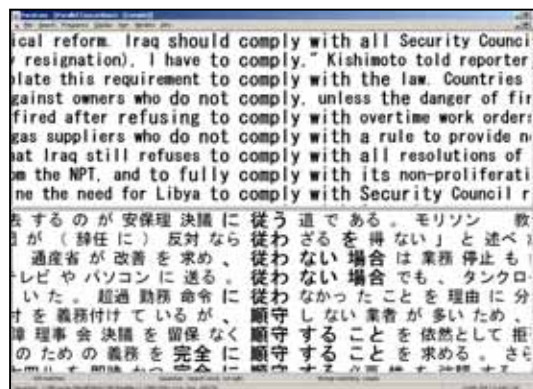 ical reform. Iraq should comply with all Security Counci
resignation), I have to comply," Kishimoto told reporter
late this requirement to comply with the law. Countries
gainst owners who do not comply, unless the danger of fir
fired after refusing to comply with overtime work order
gas suppliers who do not comply with a rule to provide n
at Iraq still refuses to comply with all resolutions of
om the NPT, and to fully comply with its non-proliferati
ne the need for Libya to comply with Security Council r
する の が 安保理 決議 に 従う 道 で ある 。 モリソン 教
が （ 辞任 に ） 反対 なら 従わ ざる を 得 ない 」 と 述べ
通産省 が 改善 を 求め 、 従わ ない 場合 は 業務 停止 も
テレビ や パソコン に 送る 。 従わ ない 場合 でも 、 タンクロー
い た 。 超過 勤務 命令 に 従わ なかっ た こと を 理由 に 分
付 を 義務付け て いる が 、 順守 し ない 業者 が 多い ため 、
障 理事 会 決議 を 留保 なく 順守 する こと を 依然 として 拒
の ため の 義務 を 完全 に 順守 する こと を 求める 。 さら